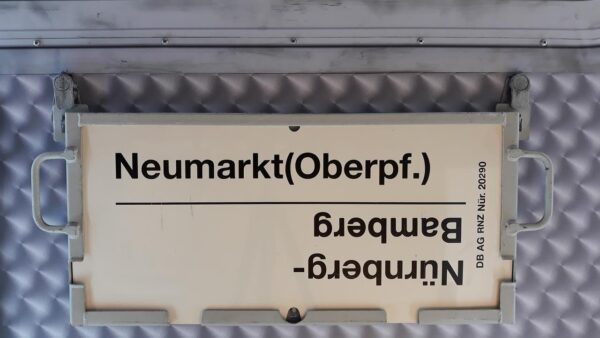 Neumarkt(Oberpf.)
Nürnberg-
Bamberg
DB AG RNZ Nür. 20290